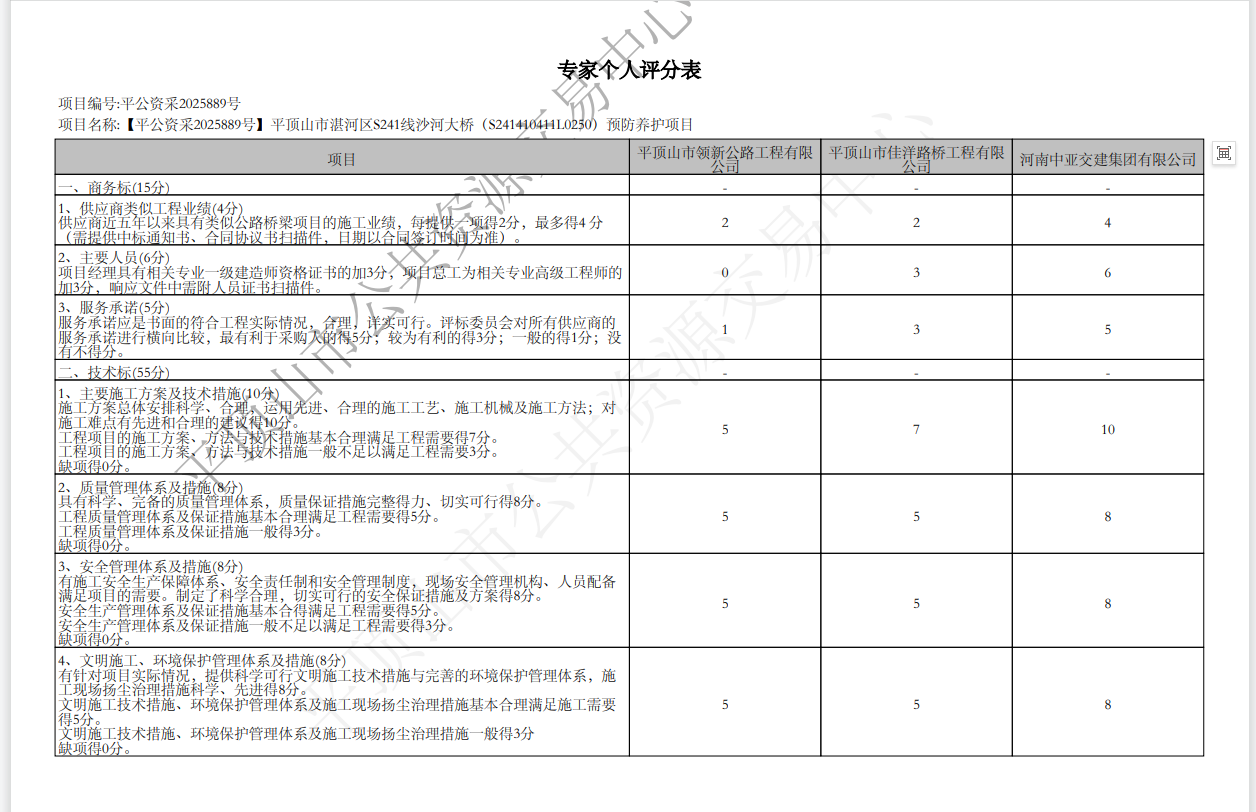 专家个人评分表
项目编号:平公资采2025889号
项目名称:【平公资采2025889号】平顶山市湛河区S241线沙河大桥（S241410411L0250）预防养护项目
项目
平顶山市领新公路工程有限
公司
平顶山市佳洋路桥工程有限
公司
河南中亚交建集团有限公司
一、商务标(15分)
-
-
-
1、供应商类似工程业绩(4分)
供应商近五年以来具有类似公路桥梁项目的施工业绩，每提供一项得2分，最多得4 分
（需提供中标通知书、合同协议书扫描件，日期以合同签订时间为准）。
2
2
4
2、主要人员(6分)
项目经理具有相关专业一级建造师资格证书的加3分，项目总工为相关专业高级工程师的
加3分，响应文件中需附人员证书扫描件。
0
3
6
3、服务承诺(5分)
服务承诺应是书面的符合工程实际情况，合理，详实可行。评标委员会对所有供应商的
服务承诺进行横向比较，最有利于采购人的得5分；较为有利的得3分；一般的得1分；没
有不得分。
1
3
5
二、技术标(55分)
-
-
-
1、主要施工方案及技术措施(10分)
施工方案总体安排科学、合理，运用先进、合理的施工工艺、施工机械及施工方法；对
施工难点有先进和合理的建议得10分。
工程项目的施工方案、方法与技术措施基本合理满足工程需要得7分。
工程项目的施工方案、方法与技术措施一般不足以满足工程需要3分。
缺项得0分。
5
7
10
2、质量管理体系及措施(8分)
具有科学、完备的质量管理体系，质量保证措施完整得力、切实可行得8分。
工程质量管理体系及保证措施基本合理满足工程需要得5分。
工程质量管理体系及保证措施一般得3分。
缺项得0分。
5
5
8
3、安全管理体系及措施(8分)
有施工安全生产保障体系、安全责任制和安全管理制度，现场安全管理机构、人员配备
满足项目的需要。制定了科学合理，切实可行的安全保证措施及方案得8分。
安全生产管理体系及保证措施基本合得满足工程需要得5分。
安全生产管理体系及保证措施一般不足以满足工程需要得3分。
缺项得0分。
5
5
8
4、文明施工、环境保护管理体系及措施(8分)
有针对项目实际情况，提供科学可行文明施工技术措施与完善的环境保护管理体系，施
工现场扬尘治理措施科学、先进得8分。
文明施工技术措施、环境保护管理体系及施工现场扬尘治理措施基本合理满足施工需要
得5分。
文明施工技术措施、环境保护管理体系及施工现场扬尘治理措施一般得3分
缺项得0分。
5
5
8
平顶山市公共资源交易中心
平顶山市公共资源交易中心